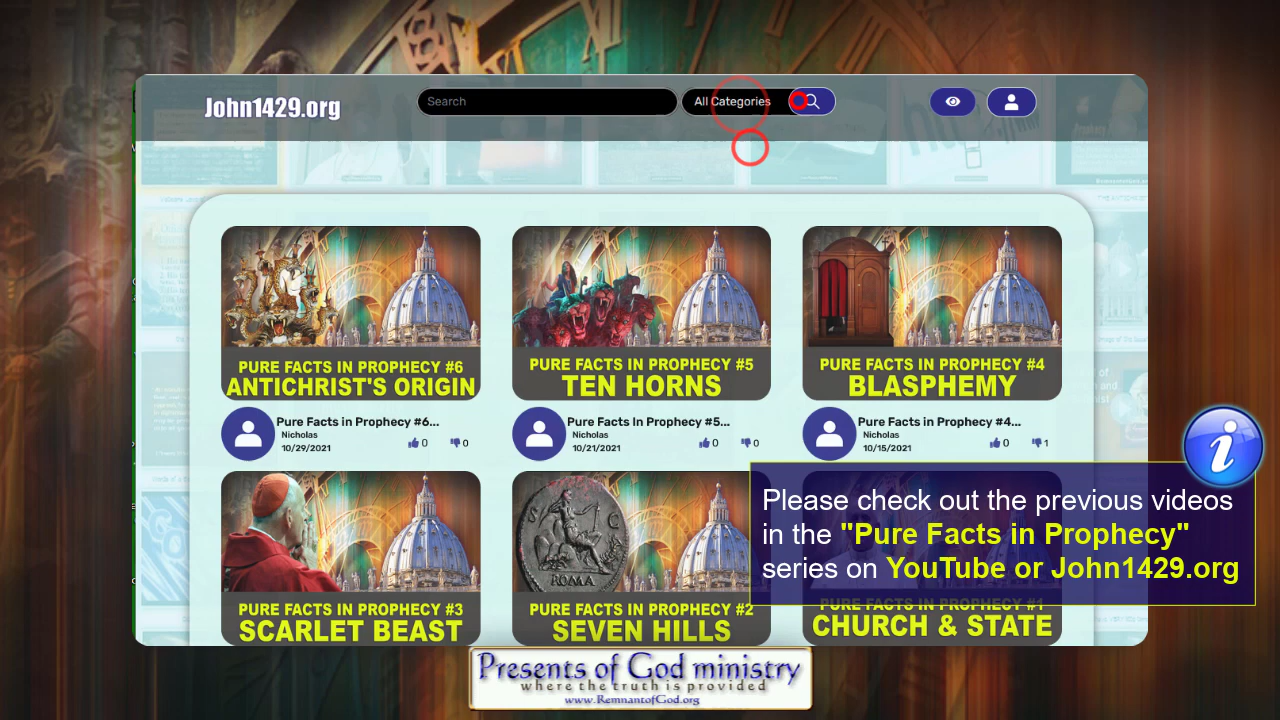 John1429.org
Search
All Categories
PURE FACTS IN PROPHECY #6
ANTICHRIST'S ORIGIN
PURE FACTS IN PROPHECY #5
TEN HORNS
PURE FACTS IN PROPHECY #4
BLASPHEMY
Pure Facts in Prophecy #6...
Nicholas
10/29/2021
0
0
Pure Facts In Prophecy #5...
Nicholas
10/21/2021
0
0
Pure Facts in Prophecy #4...
Nicholas
10/15/2021
0
1
S C
ROMA
PURE FACTS IN PROPHECY #3
SCARLET BEAST
PURE FACTS IN PROPHECY #2
SEVEN HILLS
PURE FACTS IN PROPHECY #1
CHURCH & STATE
i
Please check out the previous videos
in the "Pure Facts in Prophecy"
series on YouTube or John1429.org
Presents of God ministry
where the truth is provided
www.RemnantofGod.org